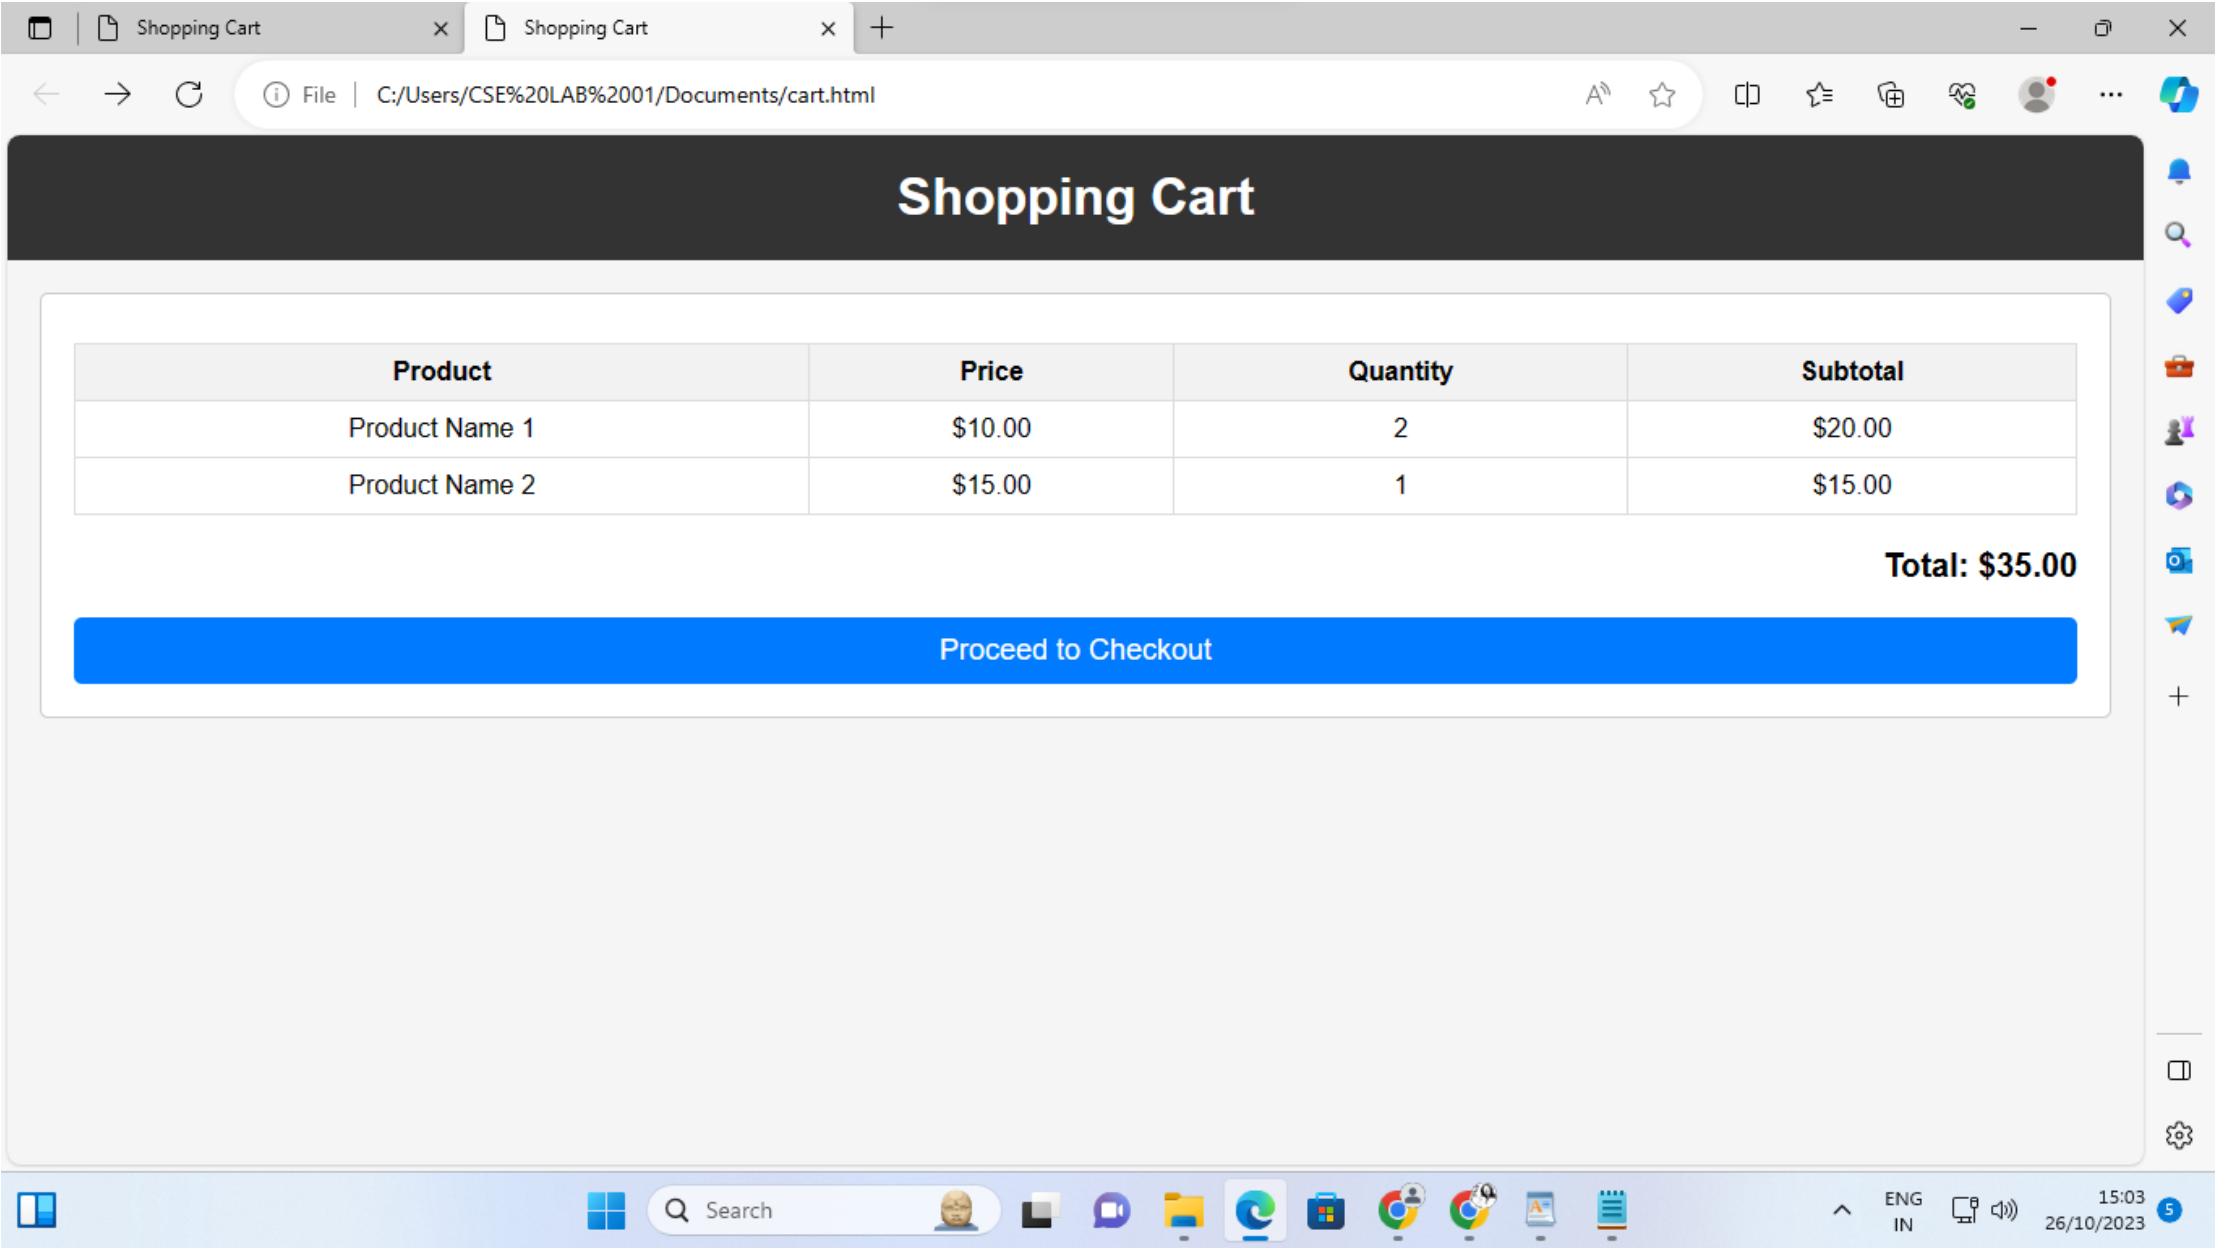 Shopping Cart
Shopping Cart
File
C:/Users/CSE%20LAB%2001/Documents/cart.html
Shopping Cart
Product Price Quantity Subtotal
Product Name 1 $10.00 2 $20.00
Product Name 2 $15.00 1 $15.00
Total: $35.00
Proceed to Checkout
Search
ENG
IN
15:03
26/10/2023
5